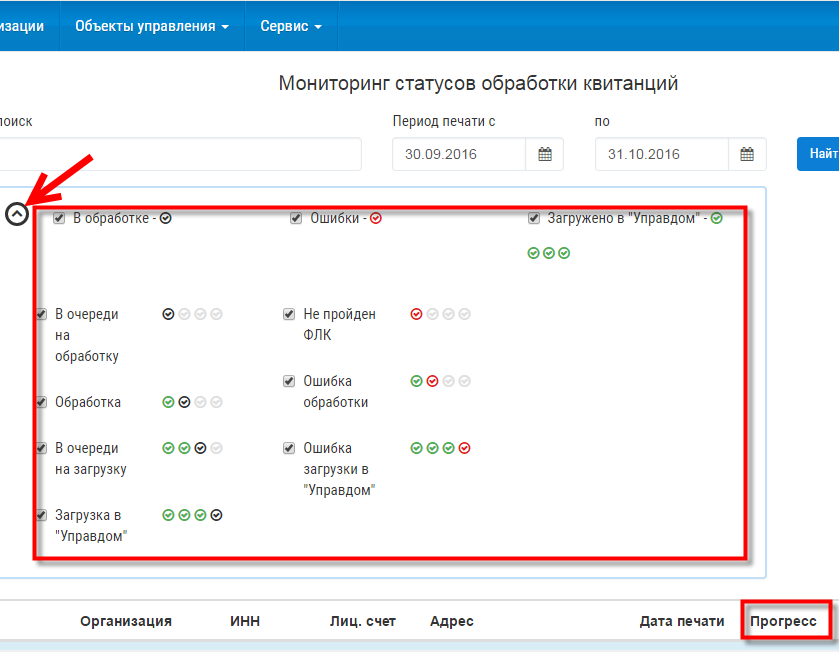 изации Объекты управления Сервис
Мониторинг статусов обработки квитанций
поиск Период печати с по
30.09.2016 31.10.2016 Найт
В обработке - Ошибки - Загружено в "Управдом" -
В очереди
на
обработку
Не пройден
ФЛК
Ошибка
обработки
Обработка
В очереди
на загрузку
Ошибка
загрузки в
"Управдом"
Загрузка в
"Управдом"
Организация ИНН Лиц. счет Адрес Дата печати Прогресс